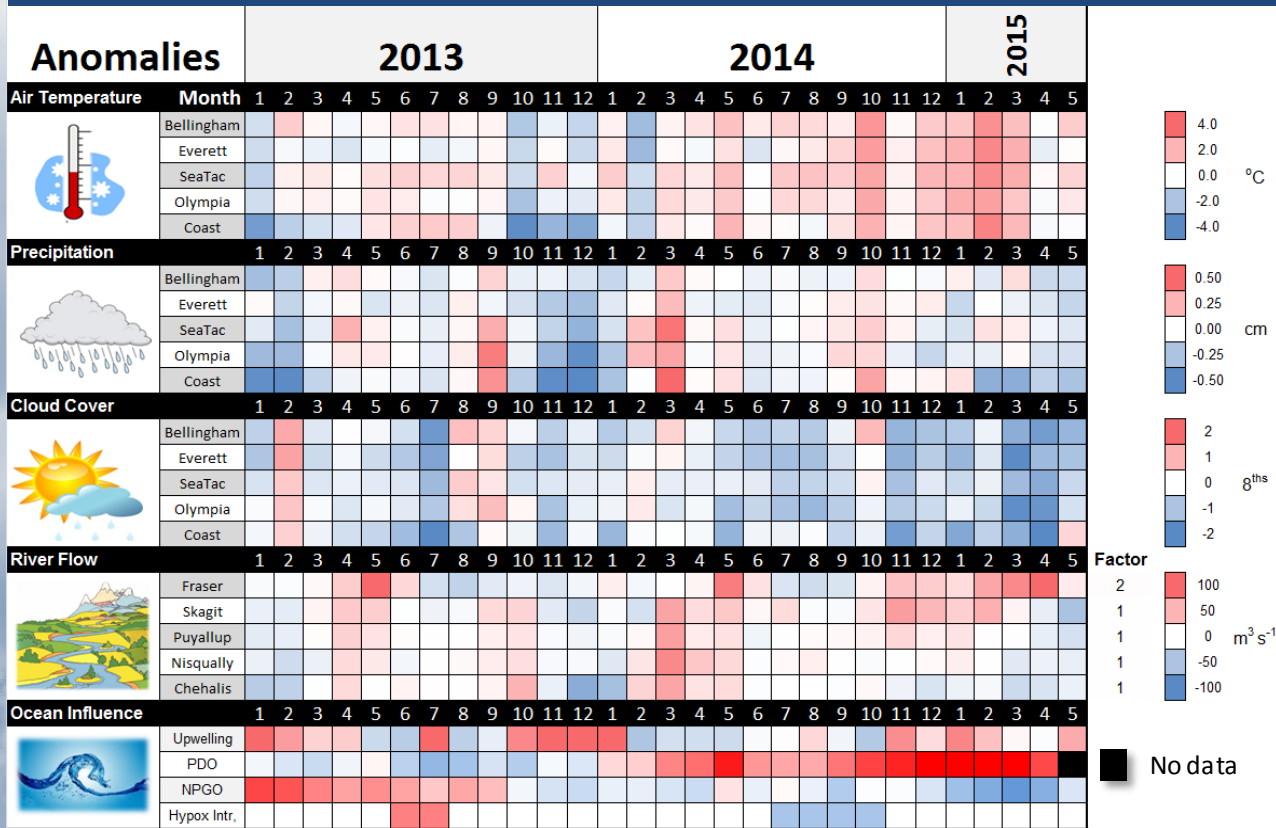 Anomalies 2013 2014 2015
Air Temperature Month 1 2 3 4 5 6 7 8 9 10 11 12 1 2 3 4 5 6 7 8 9 10 11 12 1 2 3 4 5
Bellingham
Everett
SeaTac
Olympia
Coast
4.0
2.0
0.0 °C
-2.0
-4.0
Precipitation 1 2 3 4 5 6 7 8 9 10 11 12 1 2 3 4 5 6 7 8 9 10 11 12 1 2 3 4 5
Bellingham
Everett
SeaTac
Olympia
Coast
0.50
0.25
0.00 cm
-0.25
-0.50
Cloud Cover 1 2 3 4 5 6 7 8 9 10 11 12 1 2 3 4 5 6 7 8 9 10 11 12 1 2 3 4 5
Bellingham
Everett
SeaTac
Olympia
Coast
2
1
0 8ths
-1
-2
River Flow 1 2 3 4 5 6 7 8 9 10 11 12 1 2 3 4 5 6 7 8 9 10 11 12 1 2 3 4 5 Factor
Fraser 2
Skagit 1
Puyallup 1
Nisqually 1
Chehalis 1
100
50
0 m3 s-1
-50
-100
Ocean Influence 1 2 3 4 5 6 7 8 9 10 11 12 1 2 3 4 5 6 7 8 9 10 11 12 1 2 3 4 5
Upwelling
PDO
NPGO
Hypox Intr,
No data